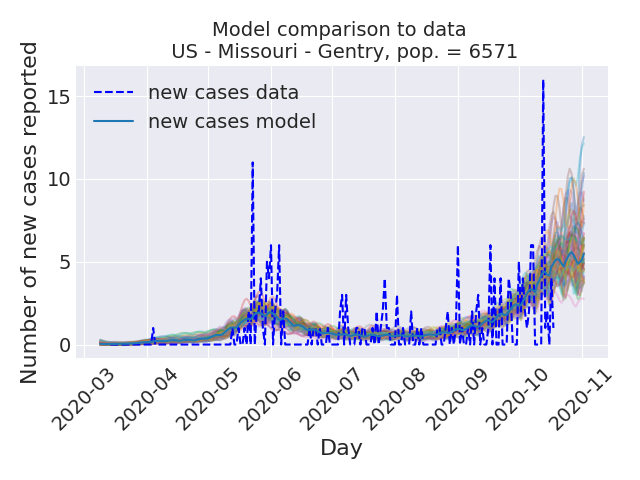 Model comparison to data
US - Missouri - Gentry, pop. = 6571
Number of new cases reported
15
10
5
0
new cases data
new cases model
2020-03
2020-04
2020-05
2020-06
2020-07
2020-08
2020-09
2020-10
2020-11
Day